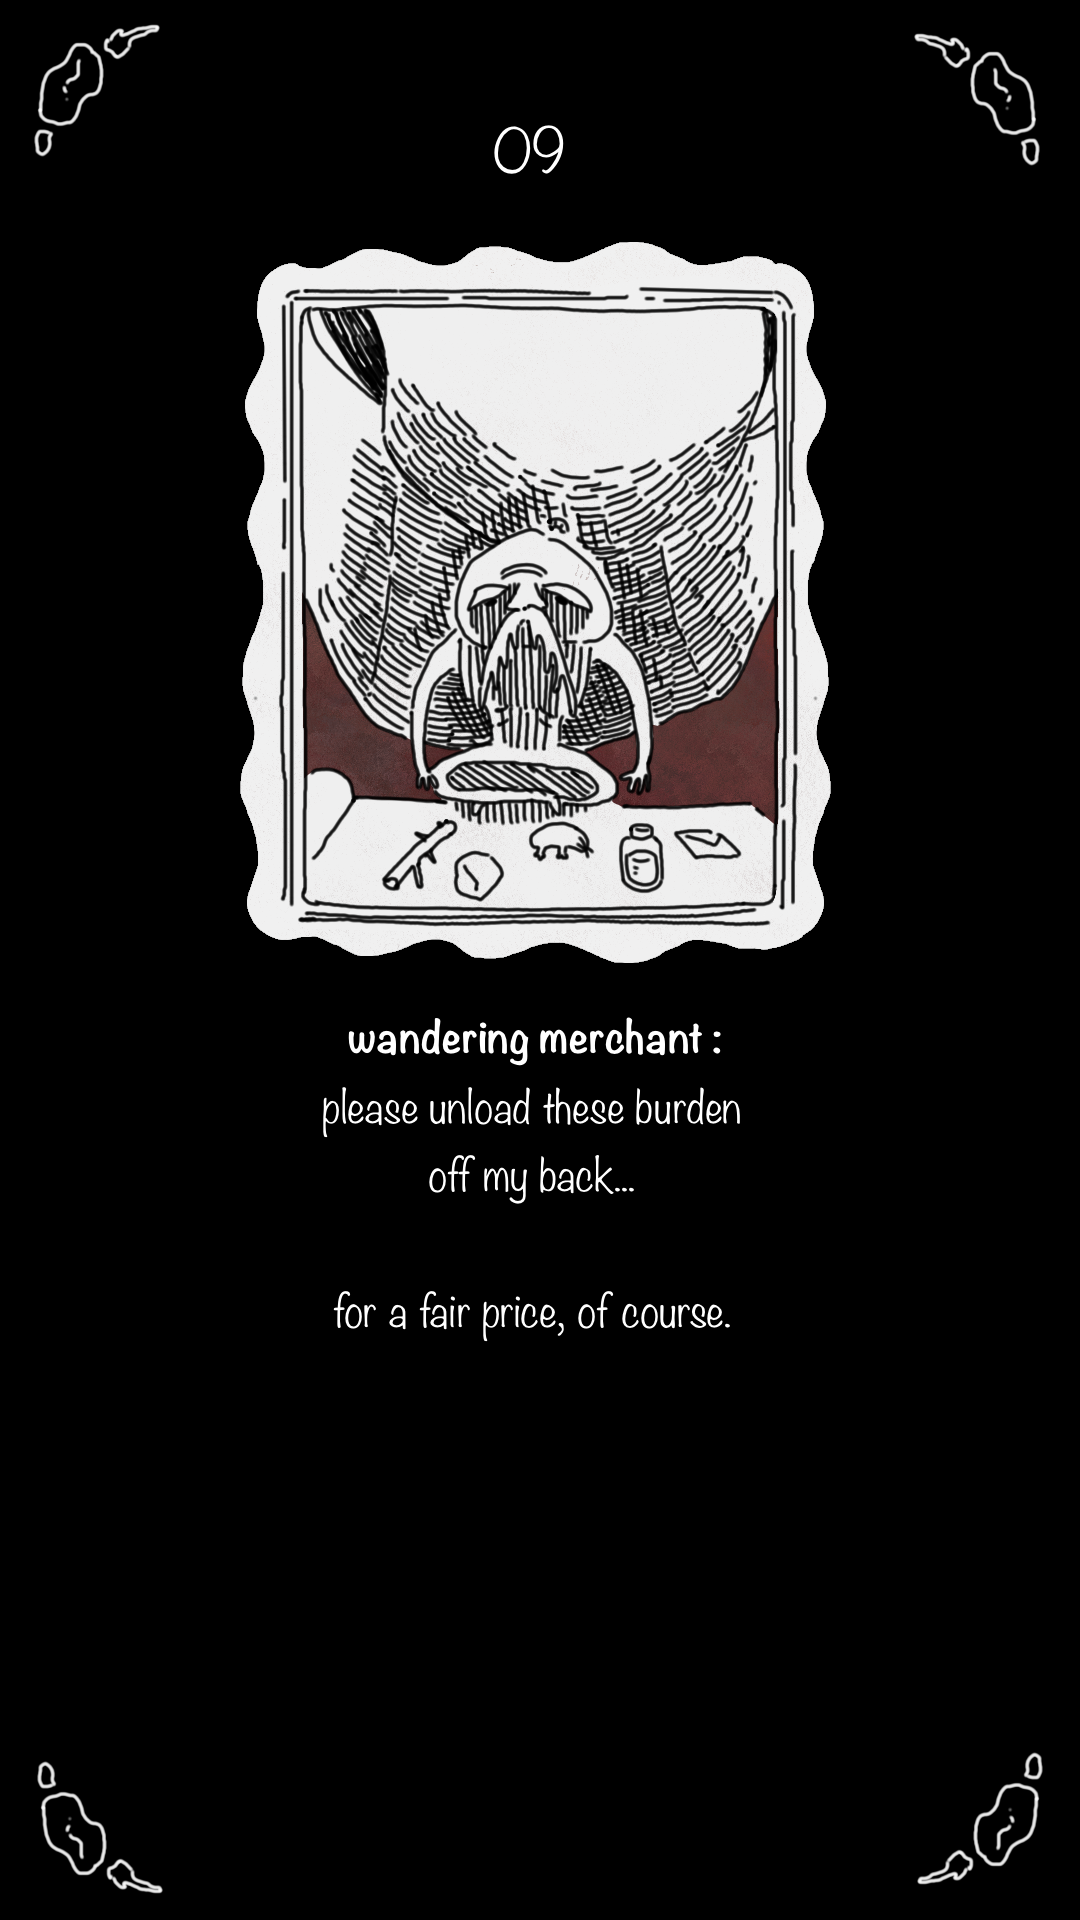 09
wandering merchant :
please unload these burden
off my back...
for a fair price, of course.